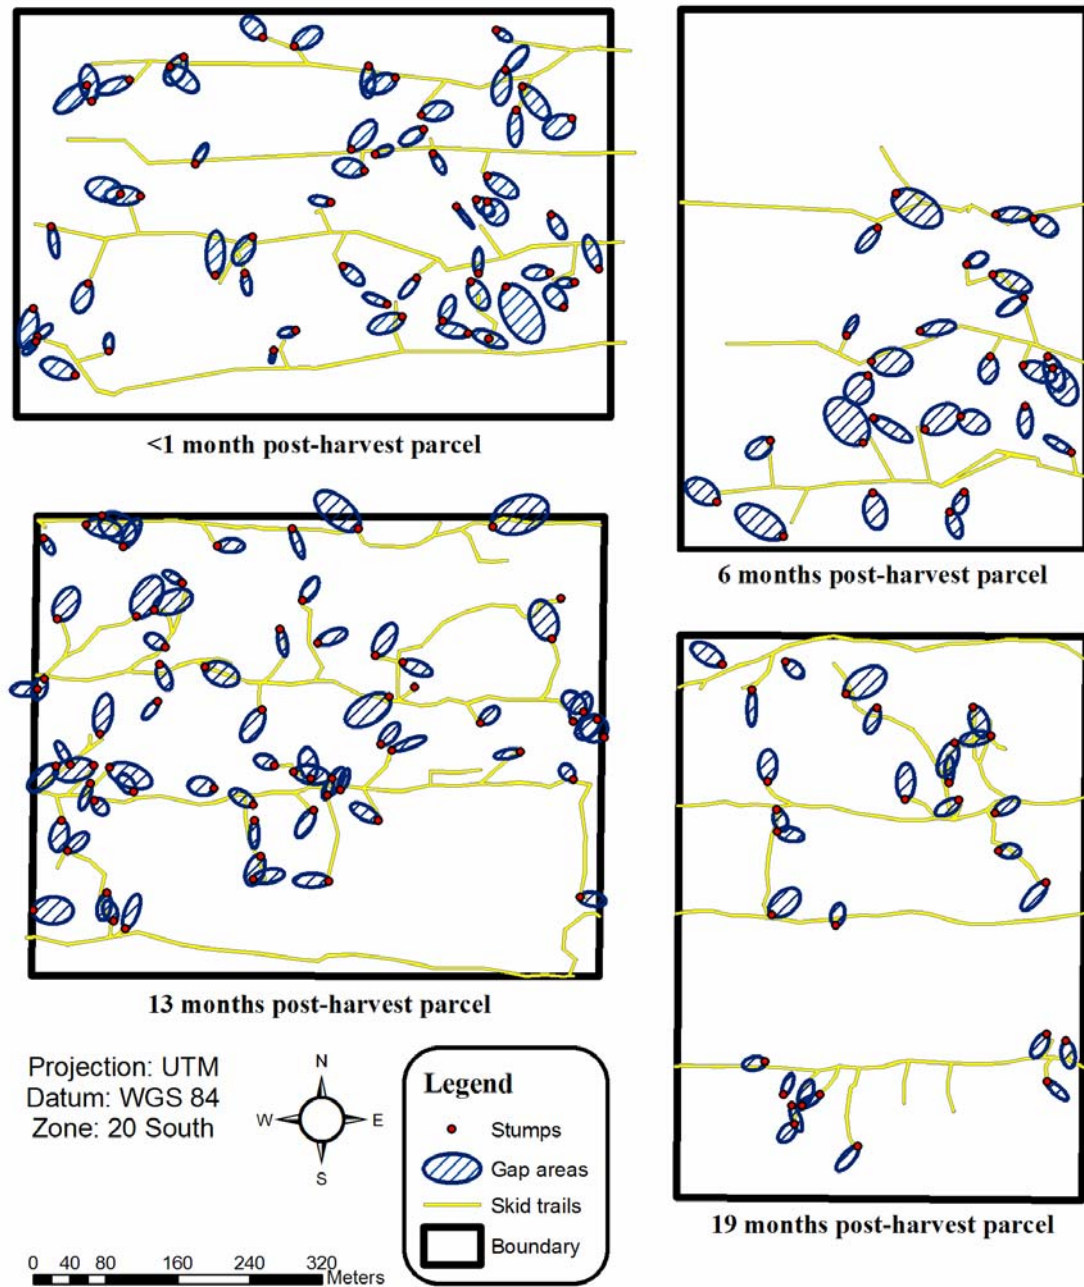 <1 month post-harvest parcel
6 months post-harvest parcel
13 months post-harvest parcel
19 months post-harvest parcel
Projection: UTM
Datum: WGS 84
Zone: 20 South
N
W E
S
Legend
Stumps
Gap areas
Skid trails
Boundary
0 40 80 160 240 320
Meters